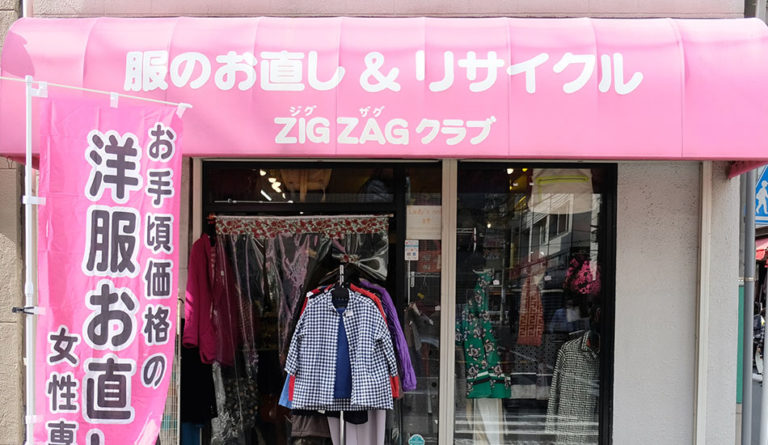 服のお直し & リサイクル
ジグ ザグ
ZIG ZAG クラブ
お手頃価格の
洋服お直し
女性専